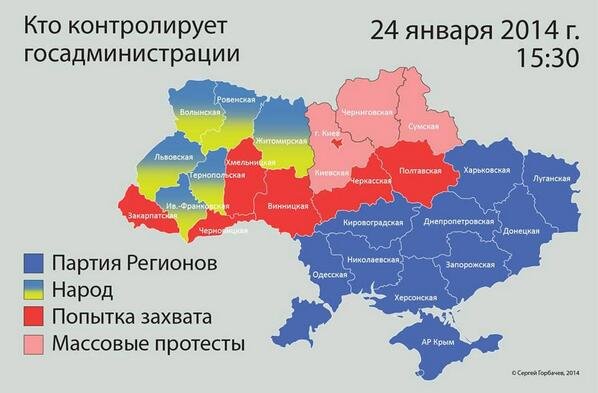 Кто контролирует
госадминистрации
24 января 2014 г.
15:30
Ровенская
Волынская
Житомирская
Черниговская
Сумская
г. Киев
Киевская
Львовская
Тернопольская
Хмельницкая
Ив.-Франковская
Закарпатская
Черновицкая
Винницкая
Черкасская
Полтавская
Харьковская
Луганская
Кировоградская
Днепропетровская
Донецкая
Одесская
Николаевская
Запорожская
Херсонская
АР Крым
Партия Регионов
Народ
Попытка захвата
Массовые протесты
© Сергей Горбачев, 2014